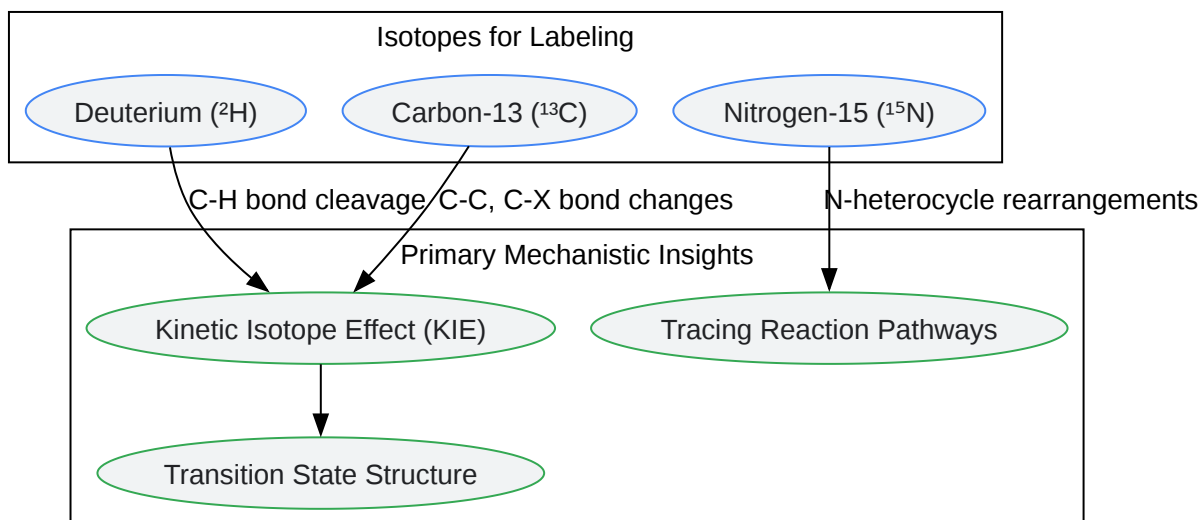 Isotopes for Labeling
Deuterium (²H)
Carbon-13 (¹³C)
Nitrogen-15 (¹⁵N)
C-H bond cleavage
C-C, C-X bond changes
N-heterocycle rearrangements
Primary Mechanistic Insights
Kinetic Isotope Effect (KIE)
Tracing Reaction Pathways
Transition State Structure